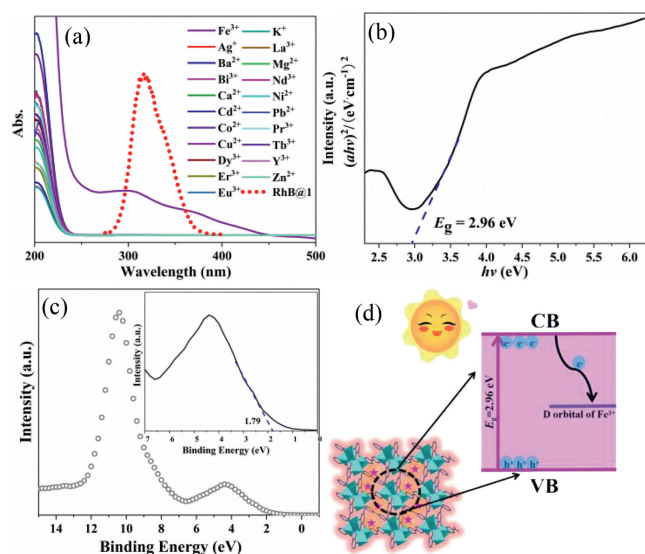 (a)
Abs.
Fe³⁺
Ag⁺
Ba²⁺
Bi³⁺
Ca²⁺
Cd²⁺
Co²⁺
Cu²⁺
Dy³⁺
Er³⁺
Eu³⁺
K⁺
La³⁺
Mg²⁺
Nd³⁺
Ni²⁺
Pb²⁺
Pr³⁺
Tb³⁺
Y³⁺
Zn²⁺
RhB@1
200 300 400 500
Wavelength (nm)
(b)
Intensity (a.u.)
(ahv)²/(eV·cm⁻¹)²
Eg = 2.96 eV
2.5 3.0 3.5 4.0 4.5 5.0 5.5 6.0
hv (eV)
(c)
Intensity (a.u.)
Intensity (a.u.)
1.79
7 6 5 4 3 2 1 0
Binding Energy (eV)
14 12 10 8 6 4 2 0
Binding Energy (eV)
(d)
CB
e⁻ e⁻ e⁻
e⁻
Eg=2.96 eV
D orbital of Fe³⁺
h⁺ h⁺ h⁺
VB